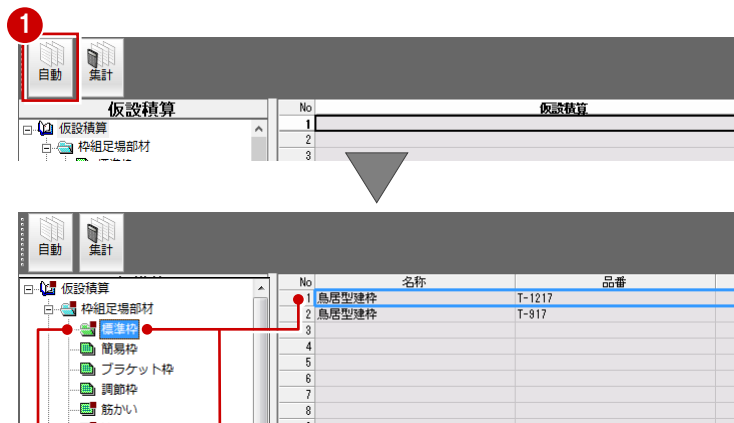 1
自動 集計
仮設積算 No 仮設積算
仮設積算 1
枠組足場部材 2
3
自動 集計
No 名称 品番
仮設積算 1 鳥居型建枠 T-1217
枠組足場部材 2 鳥居型建枠 T-917
標準枠 3
簡易枠 4
ブラケット枠 5
6
調節枠 7
筋かい 8